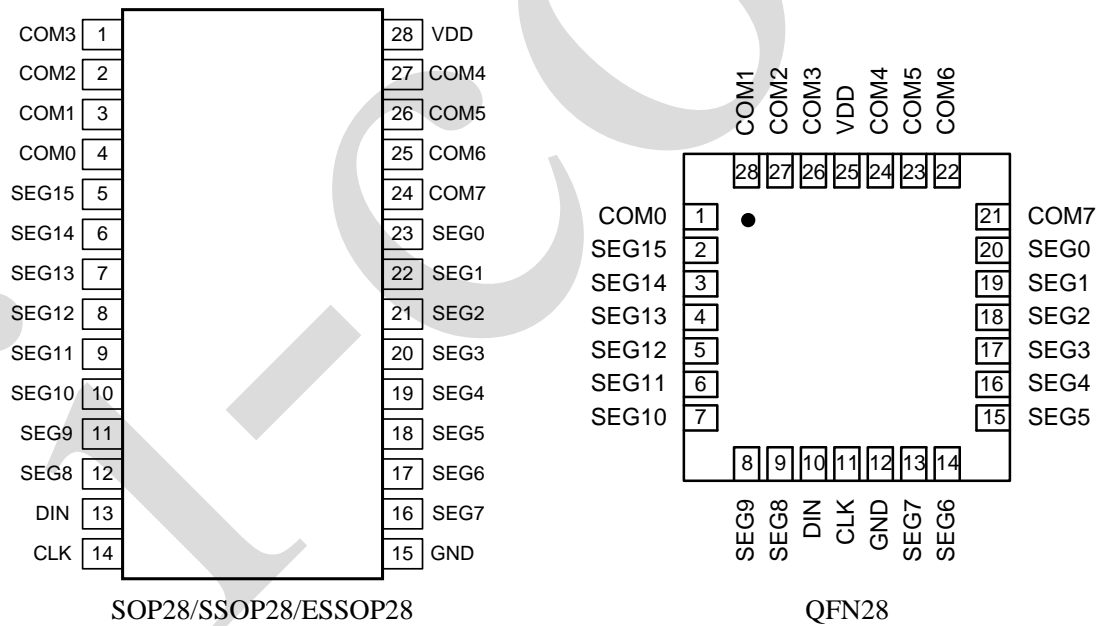 COM3 1 28 VDD
COM2 2 27 COM4
COM1 3 26 COM5
COM0 4 25 COM6
SEG15 5 24 COM7
SEG14 6 23 SEG0
SEG13 7 22 SEG1
SEG12 8 21 SEG2
SEG11 9 20 SEG3
SEG10 10 19 SEG4
SEG9 11 18 SEG5
SEG8 12 17 SEG6
DIN 13 16 SEG7
CLK 14 15 GND
SOP28/SSOP28/ESSOP28
COM1 COM2 COM3 VDD COM4 COM5 COM6
28 27 26 25 24 23 22
COM0 1 21 COM7
SEG15 2 20 SEG0
SEG14 3 19 SEG1
SEG13 4 18 SEG2
SEG12 5 17 SEG3
SEG11 6 16 SEG4
SEG10 7 15 SEG5
8 9 10 11 12 13 14
SEG9 SEG8 DIN CLK GND SEG7 SEG6
QFN28